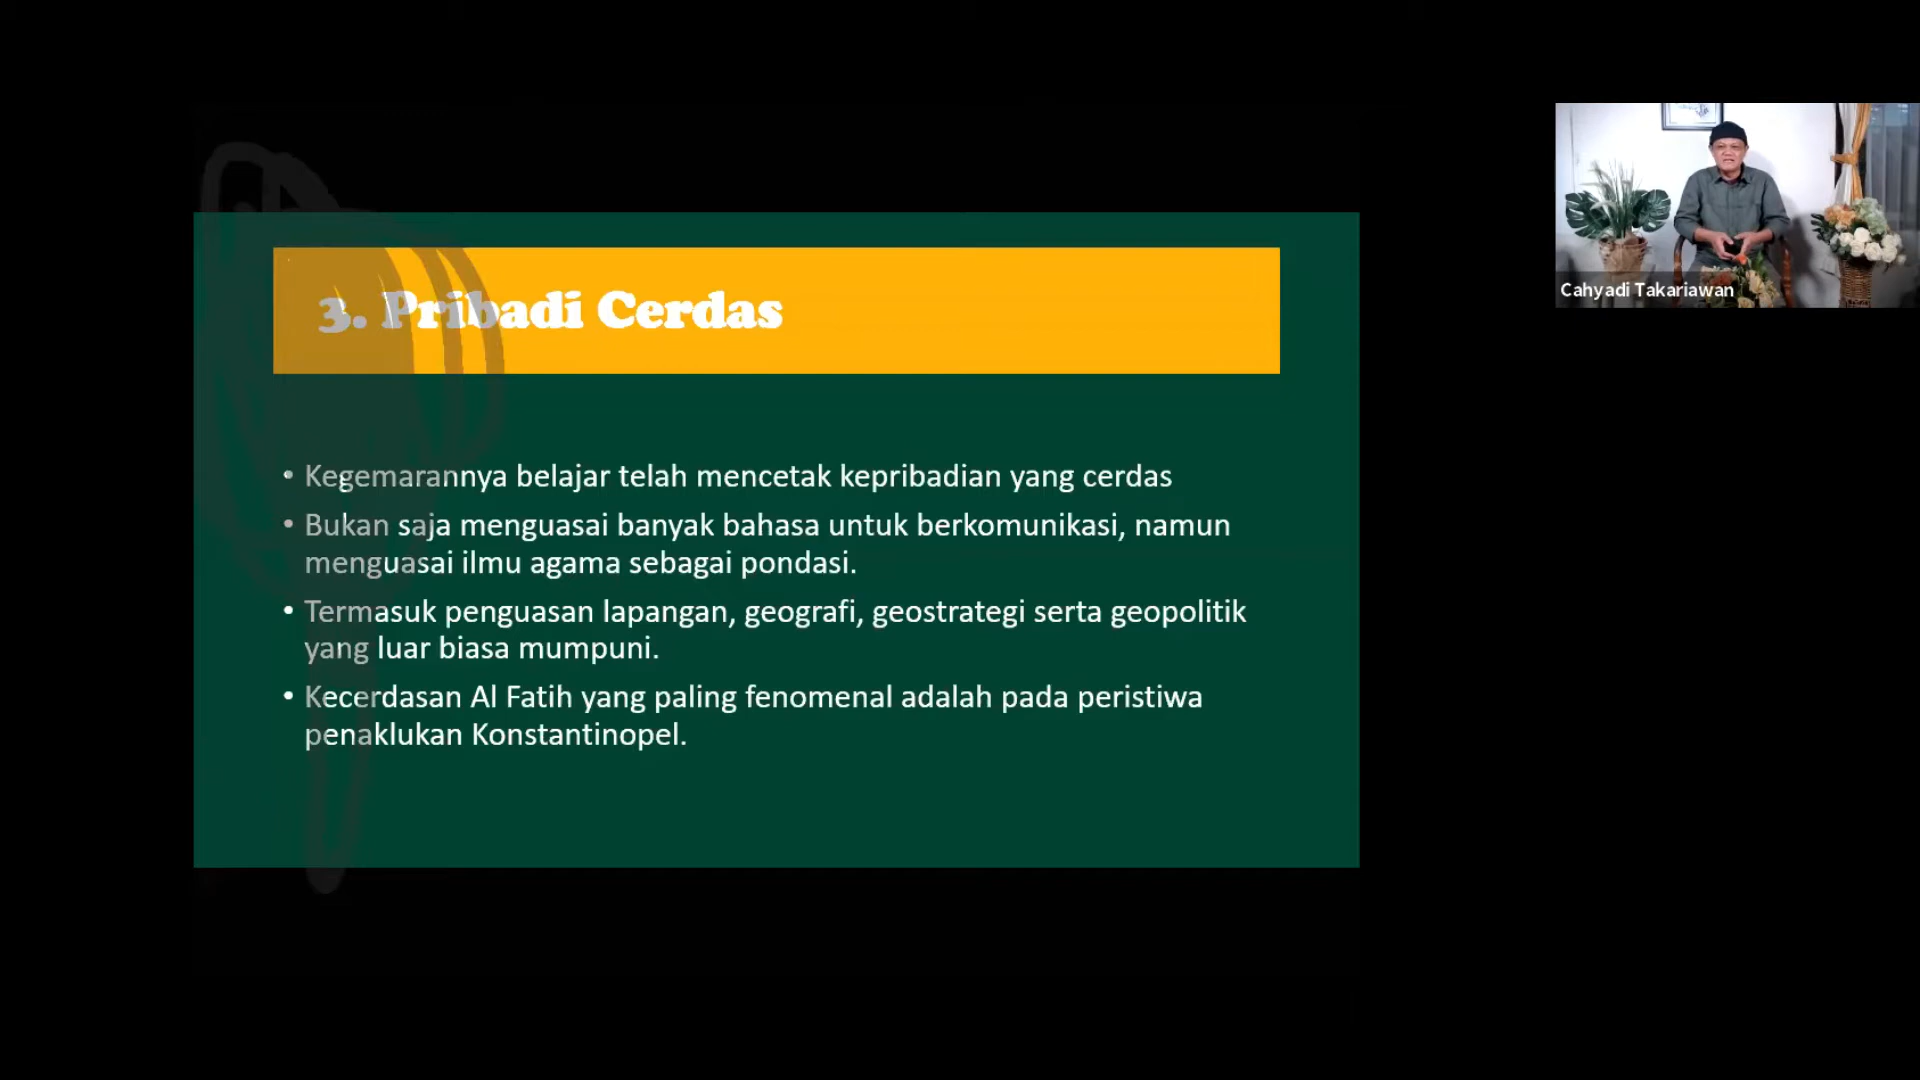 3. Pribadi Cerdas
• Kegemarannya belajar telah mencetak kepribadian yang cerdas
• Bukan saja menguasai banyak bahasa untuk berkomunikasi, namun
menguasai ilmu agama sebagai pondasi.
• Termasuk penguasan lapangan, geografi, geostrategi serta geopolitik
yang luar biasa mumpuni.
• Kecerdasan Al Fatih yang paling fenomenal adalah pada peristiwa
penaklukan Konstantinopel.
Cahyadi Takariawan